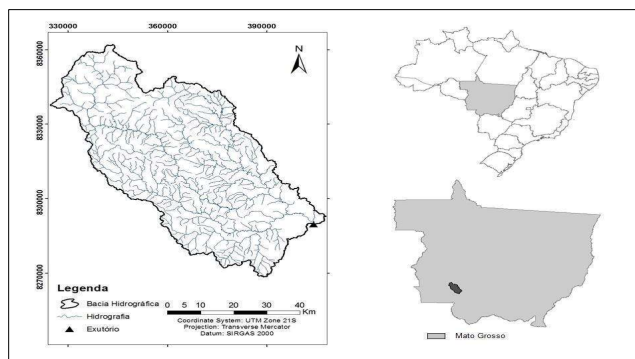 330000 360000 390000
8360000
8330000
8300000
8270000
N
Legenda
Bacia Hidrográfica
Hidrografia
Exutório
0 5 10 20 30 40
Km
Coordinate System: UTM Zone 21S
Projection: Transverse Mercator
Datum: SIRGAS 2000
Mato Grosso